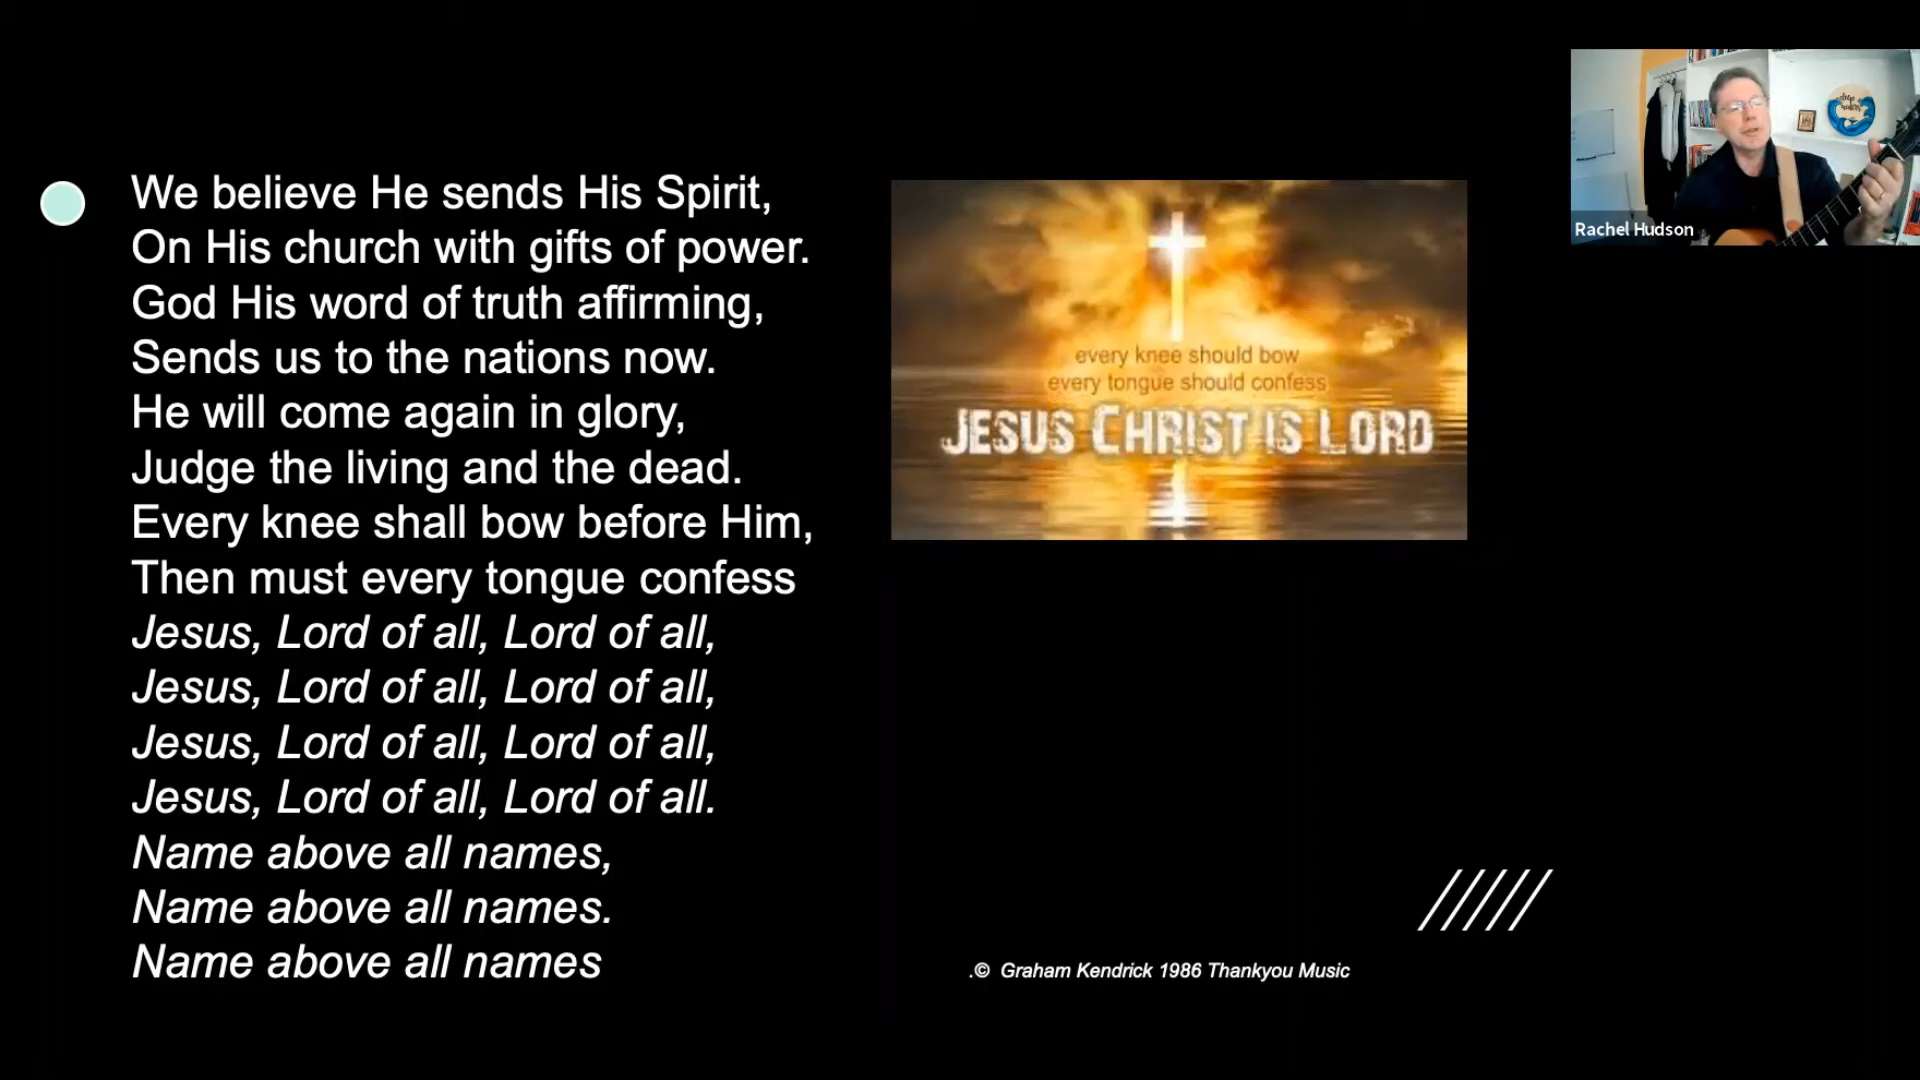 We believe He sends His Spirit,
On His church with gifts of power.
God His word of truth affirming,
Sends us to the nations now.
He will come again in glory,
Judge the living and the dead.
Every knee shall bow before Him,
Then must every tongue confess
Jesus, Lord of all, Lord of all,
Jesus, Lord of all, Lord of all,
Jesus, Lord of all, Lord of all,
Jesus, Lord of all, Lord of all.
Name above all names,
Name above all names.
Name above all names
every knee should bow
every tongue should confess
JESUS CHRIST IS LORD
.© Graham Kendrick 1986 Thankyou Music
Rachel Hudson